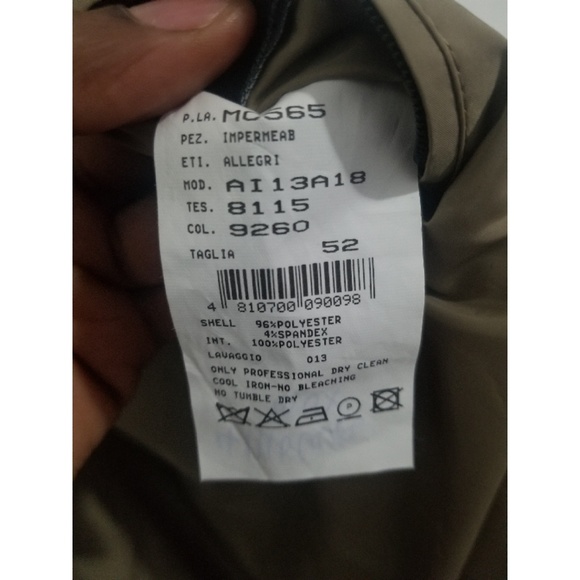 P.LA. MC565
PEZ. IMPERMEAB
ETI. ALLEGRI
MOD. AI13A18
TES. 8115
COL. 9260
TAGLIA 52
4 810700 090098
SHELL 96%POLYESTER
4%SPANDEX
INT. 100%POLYESTER
LAVAGGIO 013
ONLY PROFESSIONAL DRY CLEAN
COOL IRON-NO BLEACHING
NO TUMBLE DRY
P